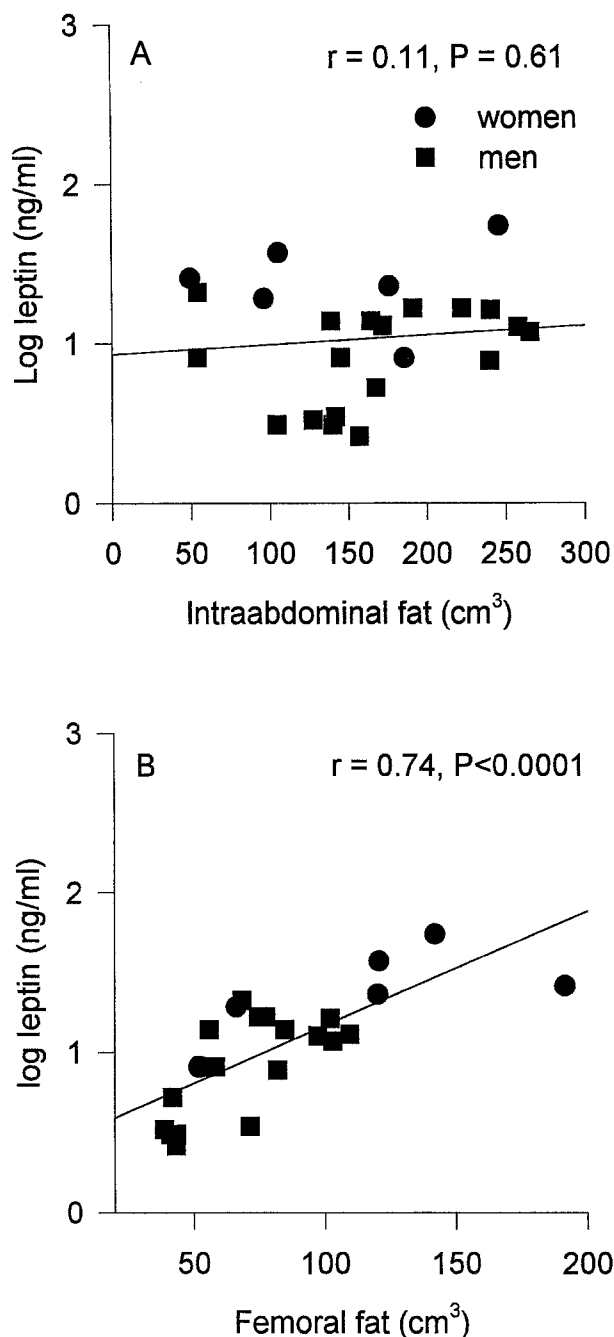 3
A
r = 0.11, P = 0.61
women
men
2
1
0
Log leptin (ng/ml)
0 50 100 150 200 250 300
Intraabdominal fat (cm³)
3
B
r = 0.74, P<0.0001
2
1
0
log leptin (ng/ml)
50 100 150 200
Femoral fat (cm³)